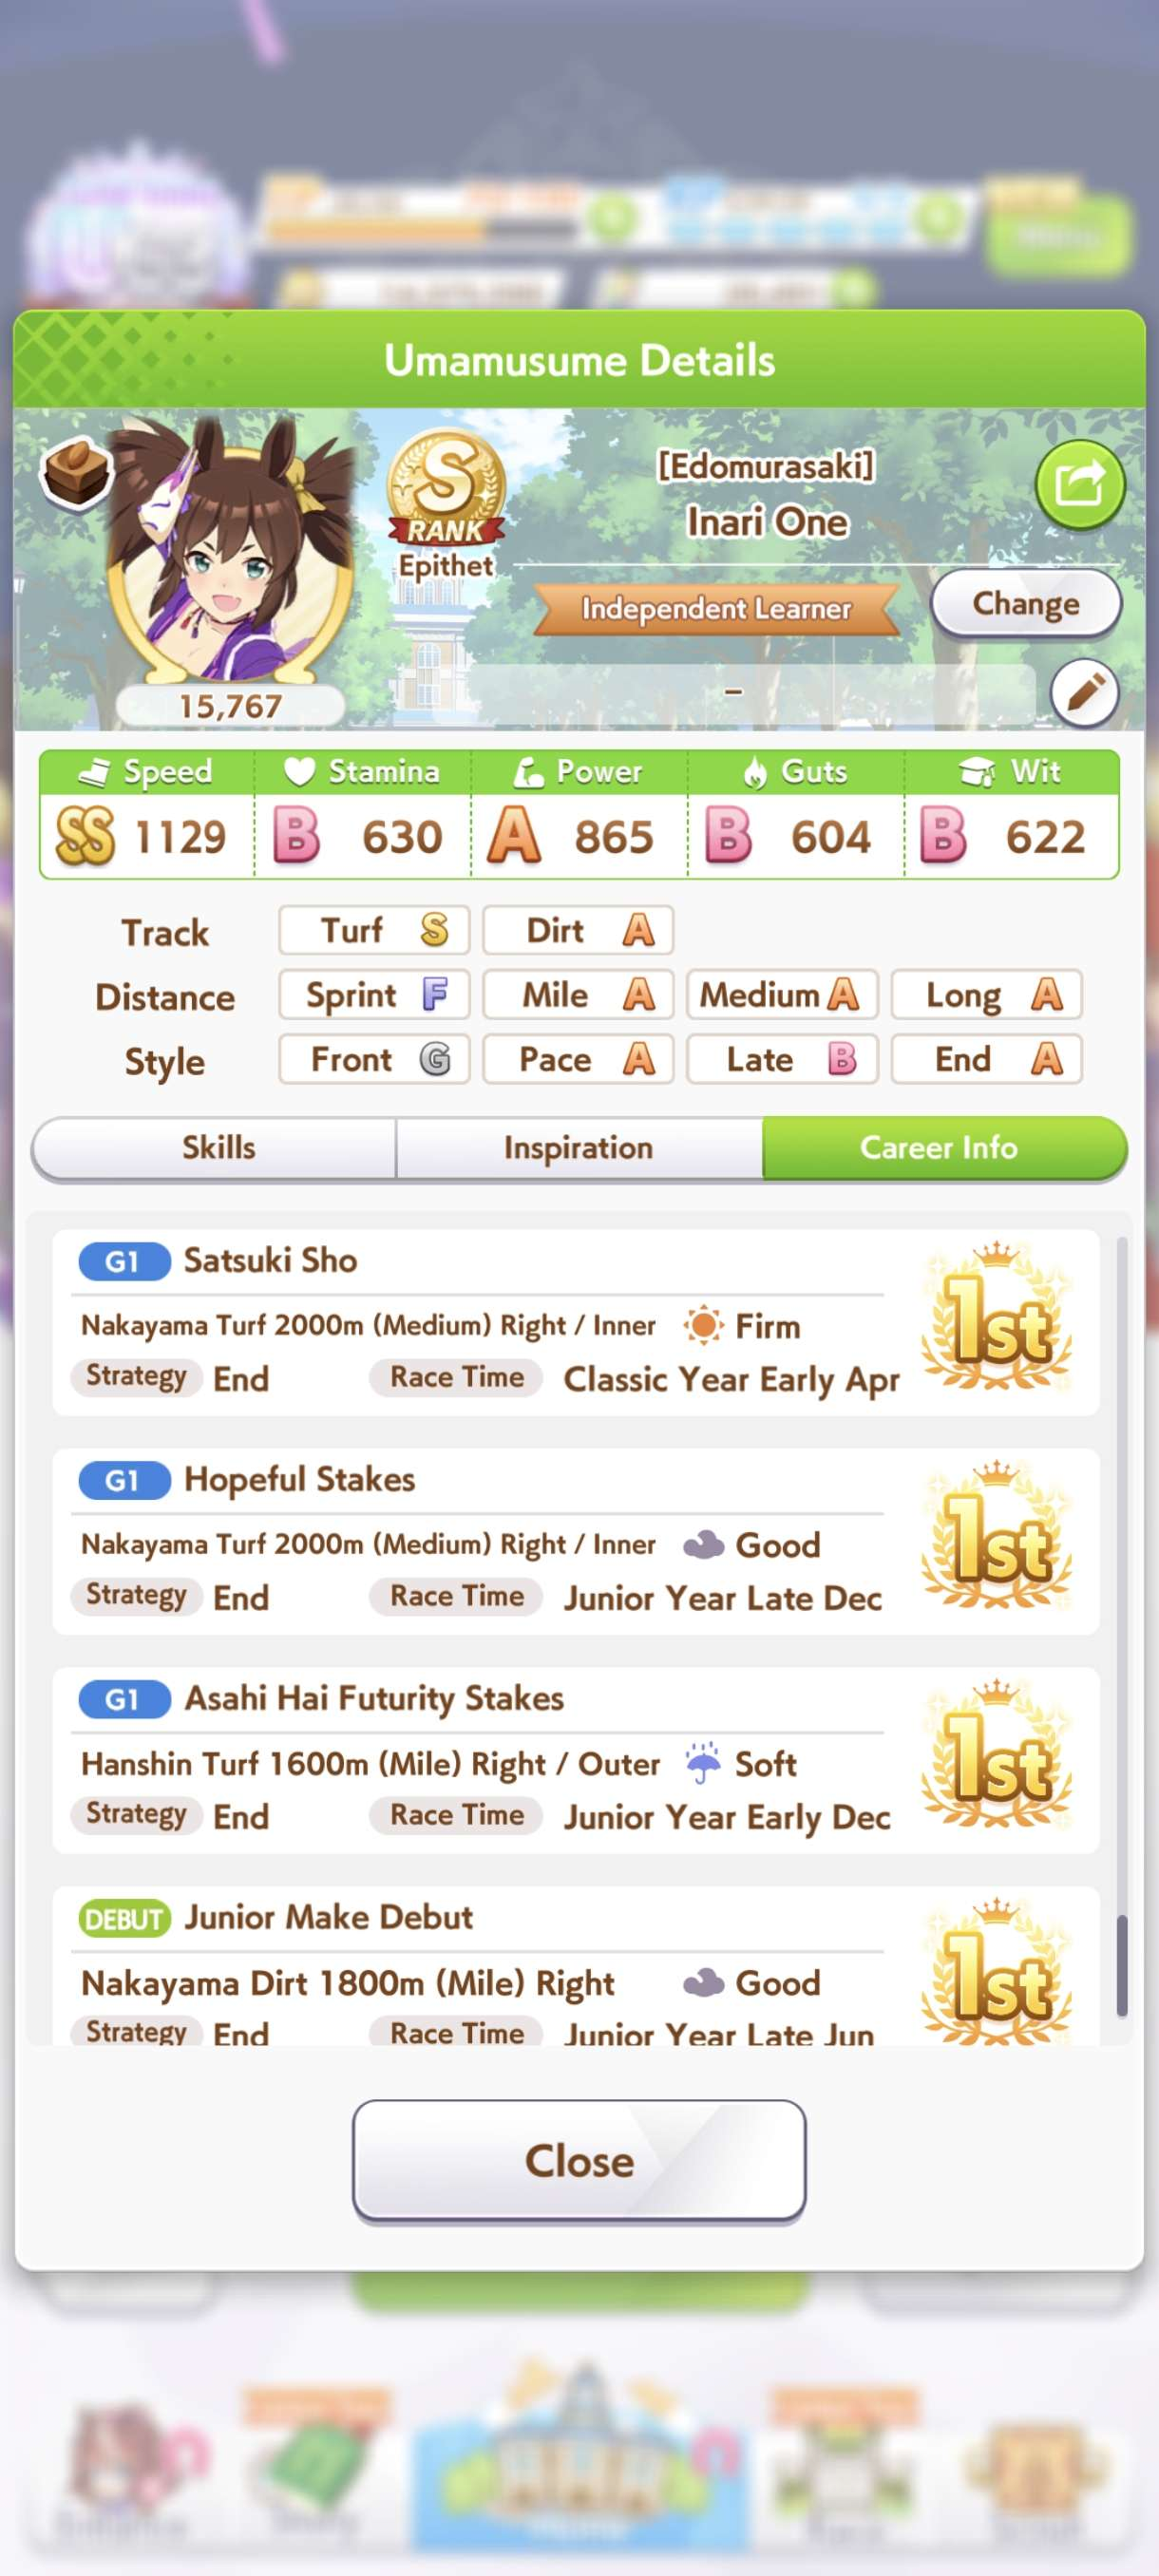 Umamusume Details
S
RANK
Epithet
[Edomurasaki]
Inari One
Independent Learner
Change
15,767
–
Speed Stamina Power Guts Wit
SS 1129 B 630 A 865 B 604 B 622
Track Turf S Dirt A
Distance Sprint F Mile A Medium A Long A
Style Front G Pace A Late B End A
Skills Inspiration Career Info
G1 Satsuki Sho
Nakayama Turf 2000m (Medium) Right / Inner Firm
Strategy End Race Time Classic Year Early Apr
1st
G1 Hopeful Stakes
Nakayama Turf 2000m (Medium) Right / Inner Good
Strategy End Race Time Junior Year Late Dec
1st
G1 Asahi Hai Futurity Stakes
Hanshin Turf 1600m (Mile) Right / Outer Soft
Strategy End Race Time Junior Year Early Dec
1st
DEBUT Junior Make Debut
Nakayama Dirt 1800m (Mile) Right Good
Strategy End Race Time Junior Year Late Jun
1st
Close